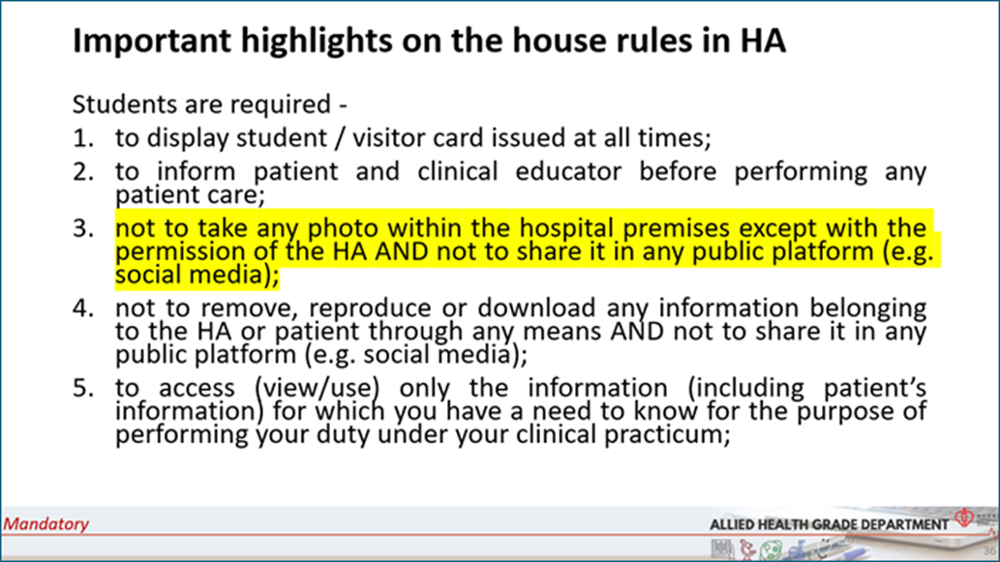 Important highlights on the house rules in HA
Students are required -
1. to display student / visitor card issued at all times;
2. to inform patient and clinical educator before performing any
patient care;
3. not to take any photo within the hospital premises except with the
permission of the HA AND not to share it in any public platform (e.g.
social media);
4. not to remove, reproduce or download any information belonging
to the HA or patient through any means AND not to share it in any
public platform (e.g. social media);
5. to access (view/use) only the information (including patient’s
information) for which you have a need to know for the purpose of
performing your duty under your clinical practicum;
Mandatory
ALLIED HEALTH GRADE DEPARTMENT
36